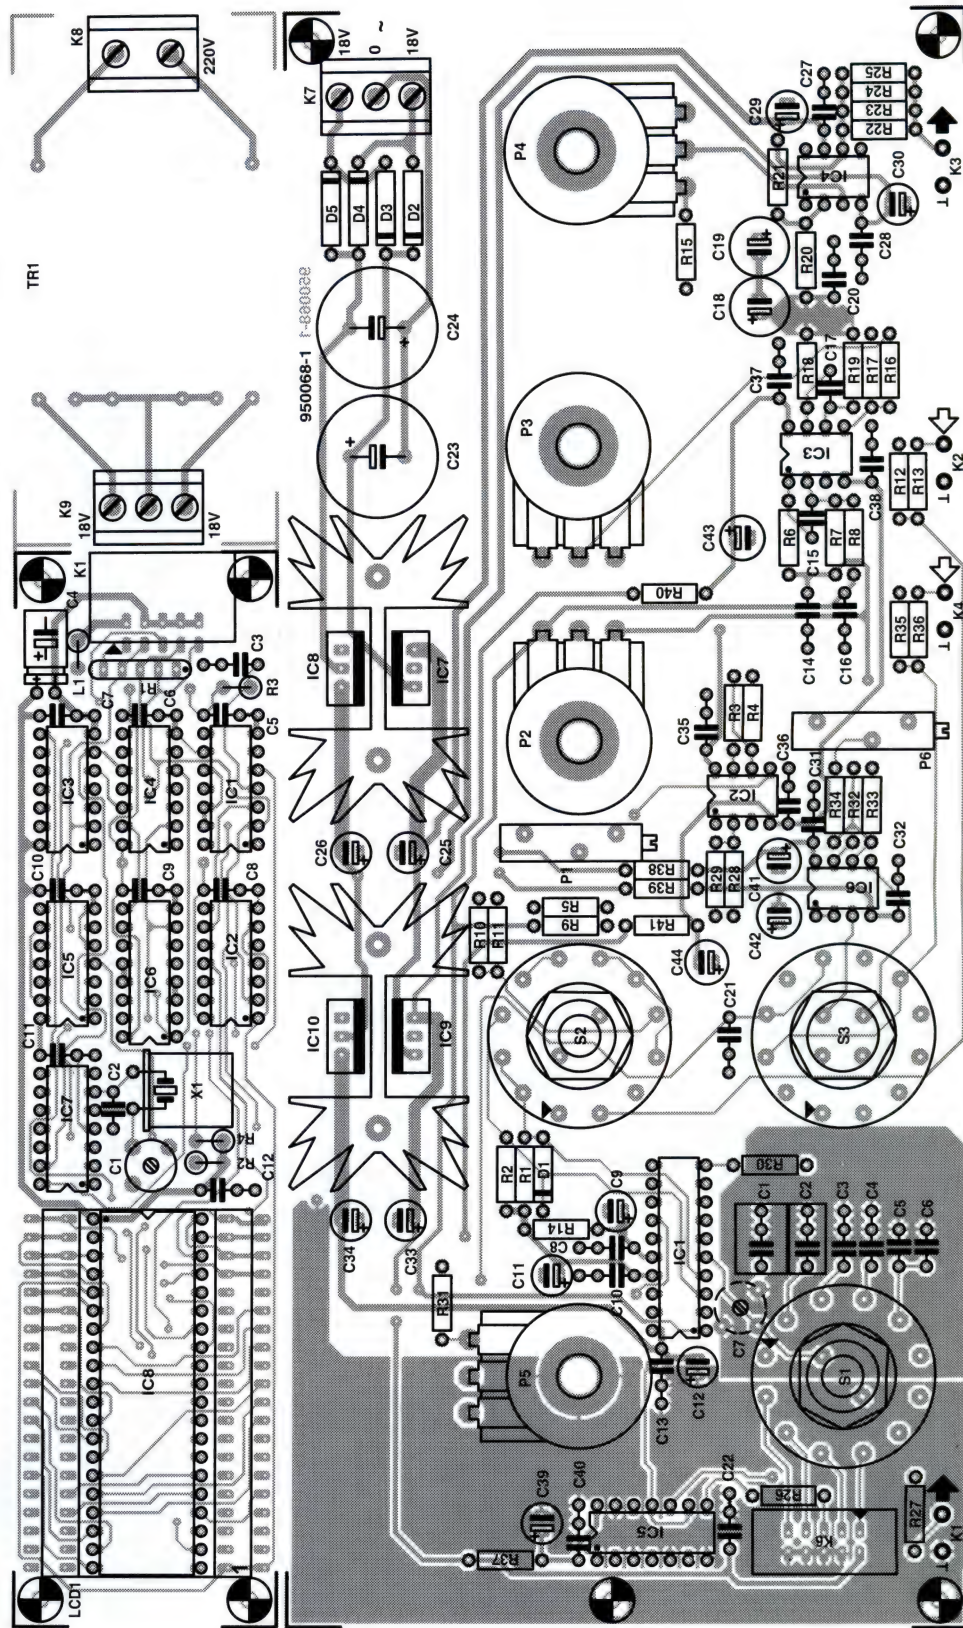 K8
220V
TR1
18V
K9
18V
K1
C4
L1
R1
C3
R3
C7
C6
C5
IC3
IC4
IC1
C10
C9
C8
IC5
IC6
IC2
C11
IC7
C2
X1
C1
R4
R2
C12
IC8
LCD1
1
18V
0
~
18V
K7
D5
D4
D3
D2
950068-1
950068-1
C24
C23
IC8
IC7
C26
C25
IC10
IC9
C34
C33
R31
P4
R15
P3
R40
P2
P1
R38
R39
R5
R9
R41
R10
R11
S2
C44
R2
R1
D1
R14
C9
C8
C11
C10
IC1
P5
C13
C12
C39
C40
IC5
R37
C22
C27
R25
R24
R23
R22
C29
R21
IC4
C30
K3
⊥
C19
C18
R20
C28
C20
R18
C17
R19
R17
R16
C37
IC3
C38
K2
⊥
R12
R13
C43
R6
C15
R7
R8
C14
C16
R35
R36
K4
⊥
C35
R3
R4
IC2
C36
C31
P6
R34
R32
R33
R29
R28
C41
C42
IC6
C32
C21
S3
R30
C1
C2
C3
C4
C5
C6
C7
S1
R26
K6
R27
K1
⊥